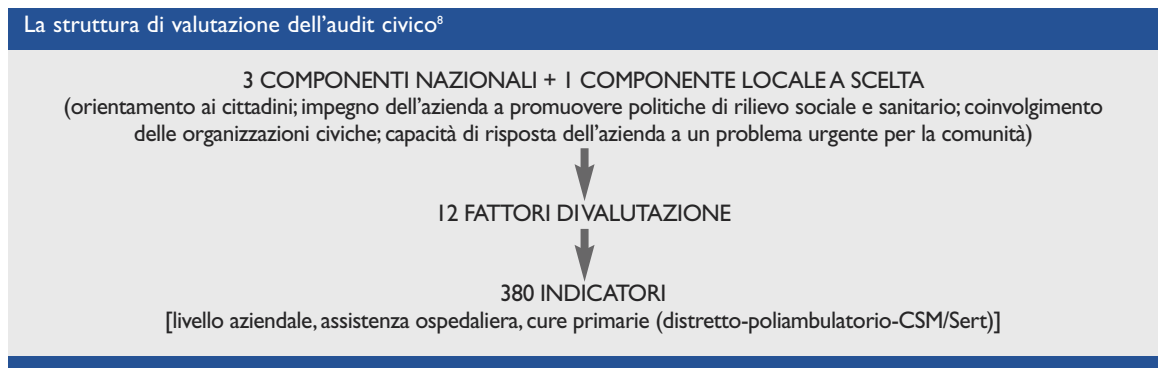 La struttura di valutazione dell'audit civico⁸
3 COMPONENTI NAZIONALI + 1 COMPONENTE LOCALE A SCELTA
(orientamento ai cittadini; impegno dell'azienda a promuovere politiche di rilievo sociale e sanitario; coinvolgimento
delle organizzazioni civiche; capacità di risposta dell'azienda a un problema urgente per la comunità)
12 FATTORI DI VALUTAZIONE
380 INDICATORI
[livello aziendale, assistenza ospedaliera, cure primarie (distretto-poliambulatorio-CSM/Sert)]